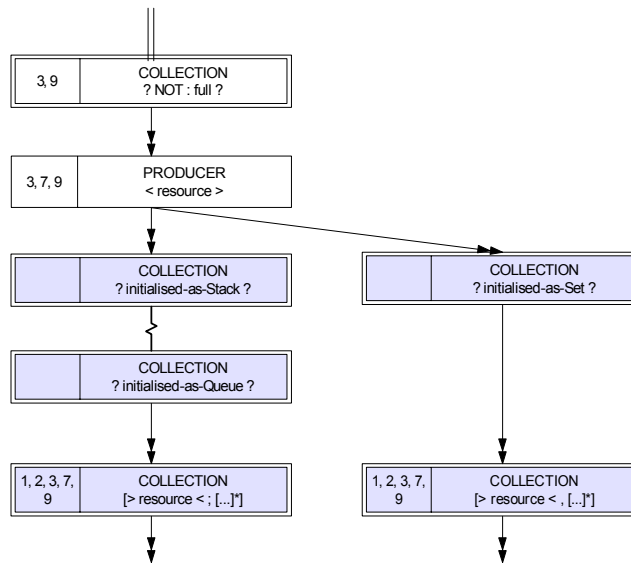 3, 9
COLLECTION
? NOT : full ?
3, 7, 9
PRODUCER
< resource >
COLLECTION
? initialised-as-Stack ?
COLLECTION
? initialised-as-Set ?
COLLECTION
? initialised-as-Queue ?
1, 2, 3, 7,
9
COLLECTION
[> resource < ; [...]*]
1, 2, 3, 7,
9
COLLECTION
[> resource < , [...]*]